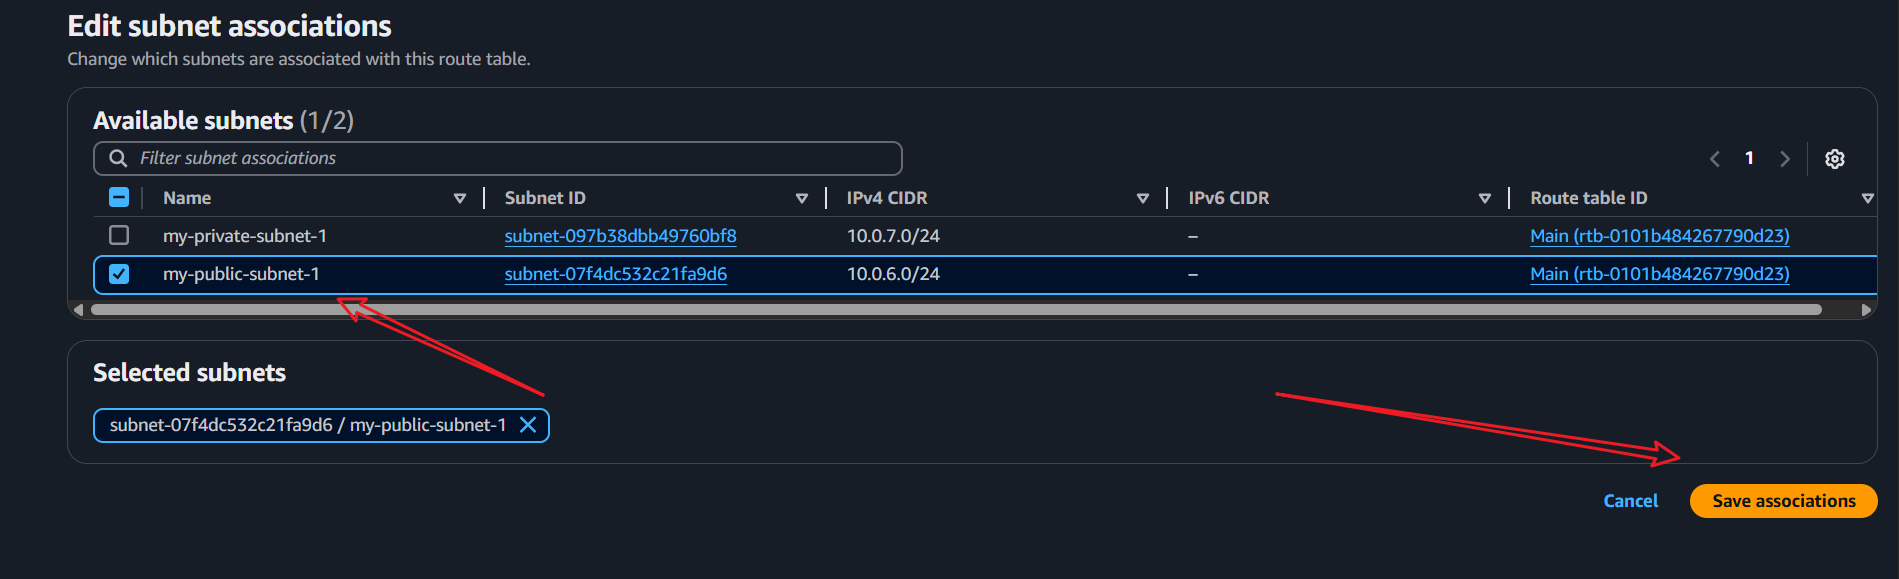 Edit subnet associations
Change which subnets are associated with this route table.
Available subnets (1/2)
Filter subnet associations
1
Name Subnet ID IPv4 CIDR IPv6 CIDR Route table ID
my-private-subnet-1 subnet-097b38dbb49760bf8 10.0.7.0/24 – Main (rtb-0101b484267790d23)
my-public-subnet-1 subnet-07f4dc532c21fa9d6 10.0.6.0/24 – Main (rtb-0101b484267790d23)
Selected subnets
subnet-07f4dc532c21fa9d6 / my-public-subnet-1
Cancel Save associations